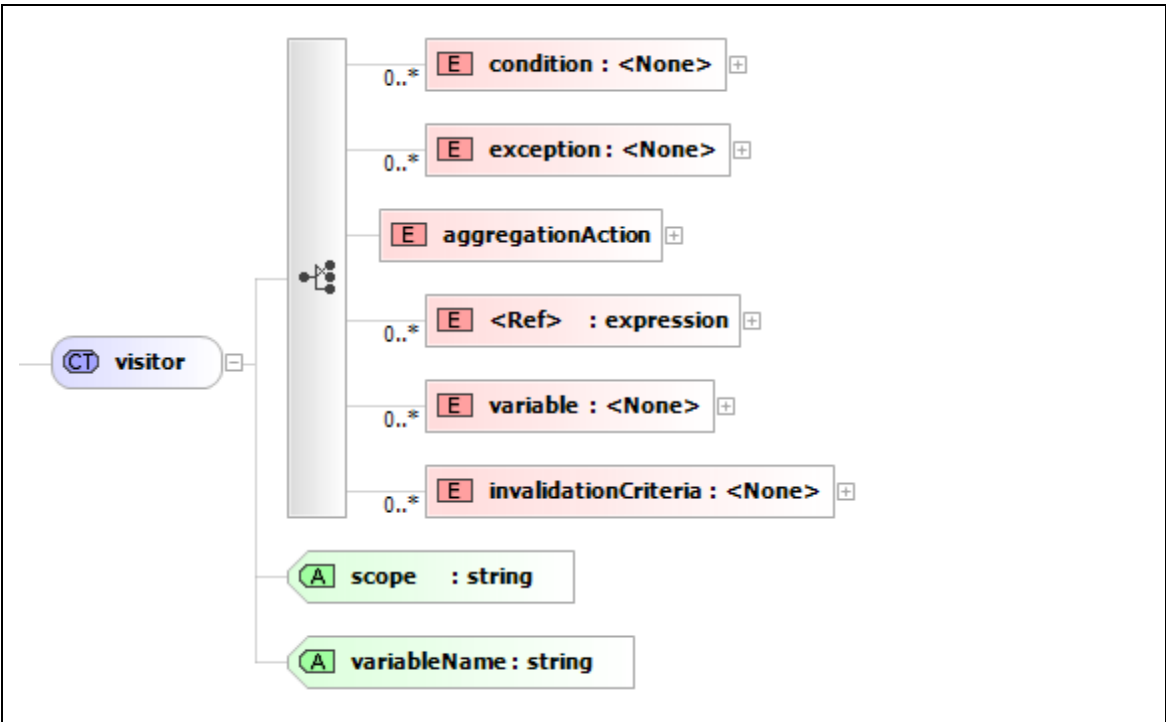 E condition : <None>
0..*
E exception : <None>
0..*
E aggregationAction
E <Ref> : expression
0..*
CT visitor
E variable : <None>
0..*
E invalidationCriteria : <None>
0..*
A scope : string
A variableName : string